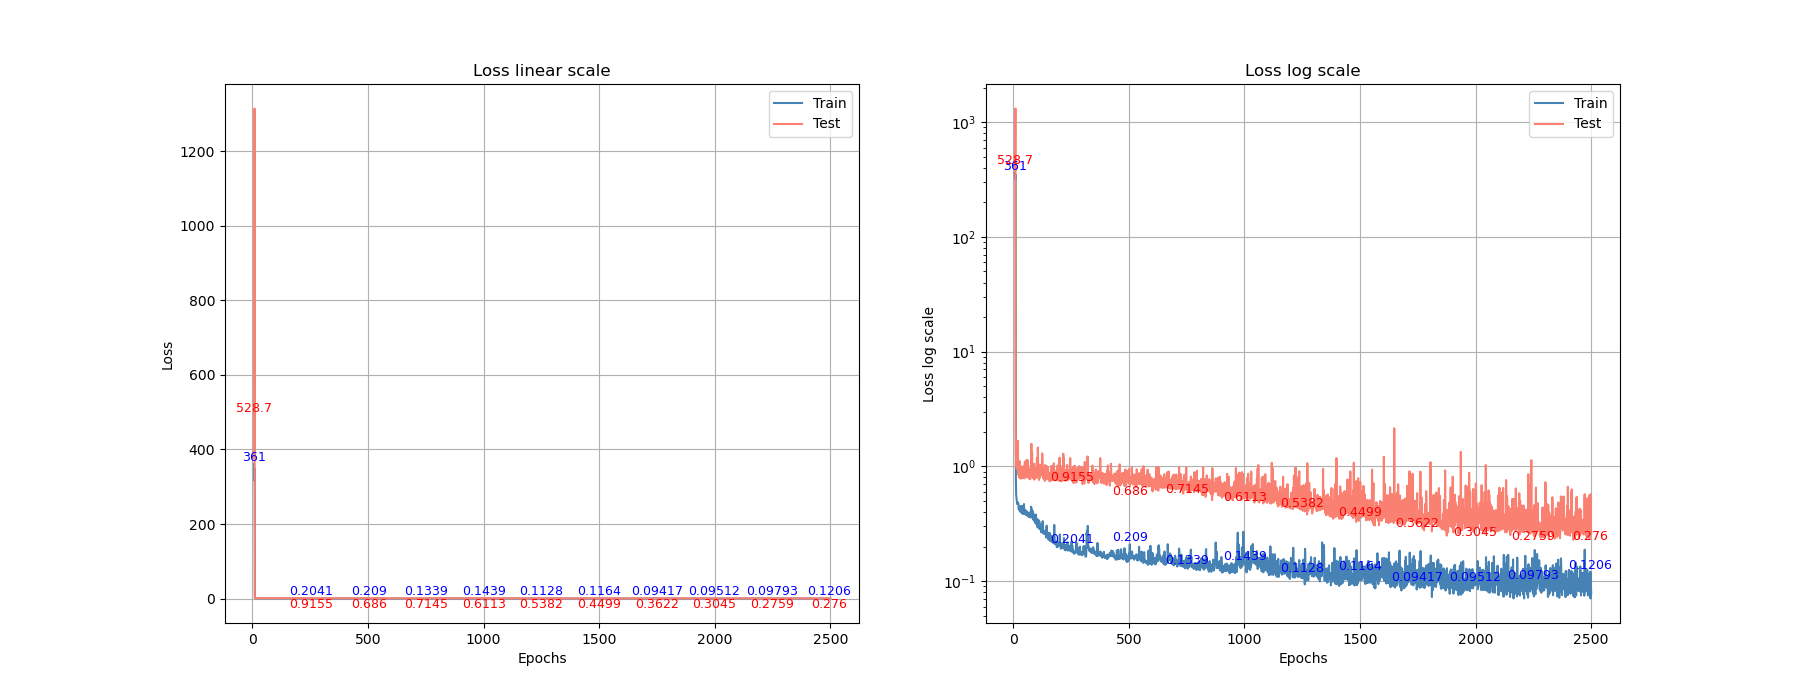 Loss linear scale
Loss
1200
1000
800
600
400
200
0
Train
Test
528.7
361
0.2041 0.209 0.1339 0.1439 0.1128 0.1164 0.09417 0.09512 0.09793 0.1206
0.9155 0.686 0.7145 0.6113 0.5382 0.4499 0.3622 0.3045 0.2759 0.276
0 500 1000 1500 2000 2500
Epochs
Loss log scale
Loss log scale
10³
10²
10¹
10⁰
10⁻¹
Train
Test
528.7
361
0.9155 0.686 0.7145 0.6113 0.5382 0.4499 0.3622 0.3045 0.2759 0.276
0.2041 0.209 0.1339 0.1439 0.1128 0.1164 0.09417 0.09512 0.09793 0.1206
0 500 1000 1500 2000 2500
Epochs